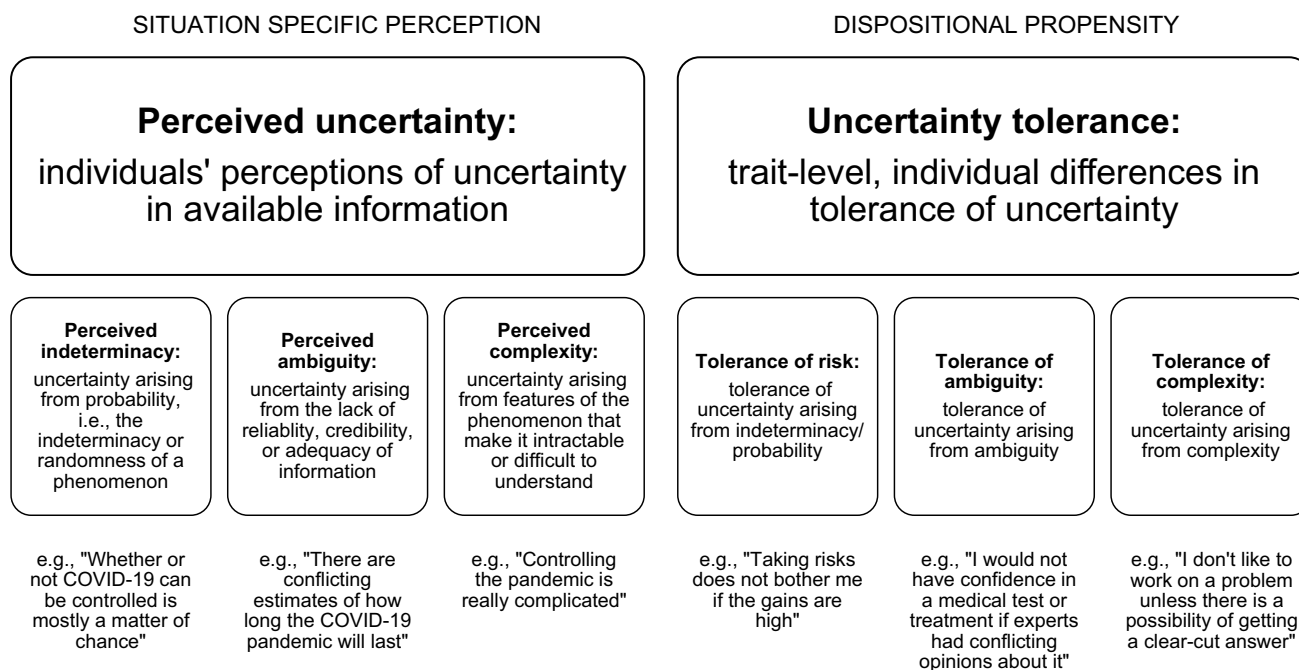 SITUATION SPECIFIC PERCEPTION
DISPOSITIONAL PROPENSITY
Perceived uncertainty:
individuals' perceptions of uncertainty
in available information
Uncertainty tolerance:
trait-level, individual differences in
tolerance of uncertainty
Perceived
indeterminacy:
uncertainty arising
from probability,
i.e., the
indeterminacy or
randomness of a
phenomenon
Perceived
ambiguity:
uncertainty arising
from the lack of
reliablity, credibility,
or adequacy of
information
Perceived
complexity:
uncertainty arising
from features of the
phenomenon that
make it intractable
or difficult to
understand
Tolerance of risk:
tolerance of
uncertainty arising
from indeterminacy/
probability
Tolerance of
ambiguity:
tolerance of
uncertainty arising
from ambiguity
Tolerance of
complexity:
tolerance of
uncertainty arising
from complexity
e.g., "Whether or
not COVID-19 can
be controlled is
mostly a matter of
chance"
e.g., "There are
conflicting
estimates of how
long the COVID-19
pandemic will last"
e.g., "Controlling
the pandemic is
really complicated"
e.g., "Taking risks
does not bother me
if the gains are
high"
e.g., "I would not
have confidence in
a medical test or
treatment if experts
had conflicting
opinions about it"
e.g., "I don't like to
work on a problem
unless there is a
possibility of getting
a clear-cut answer"